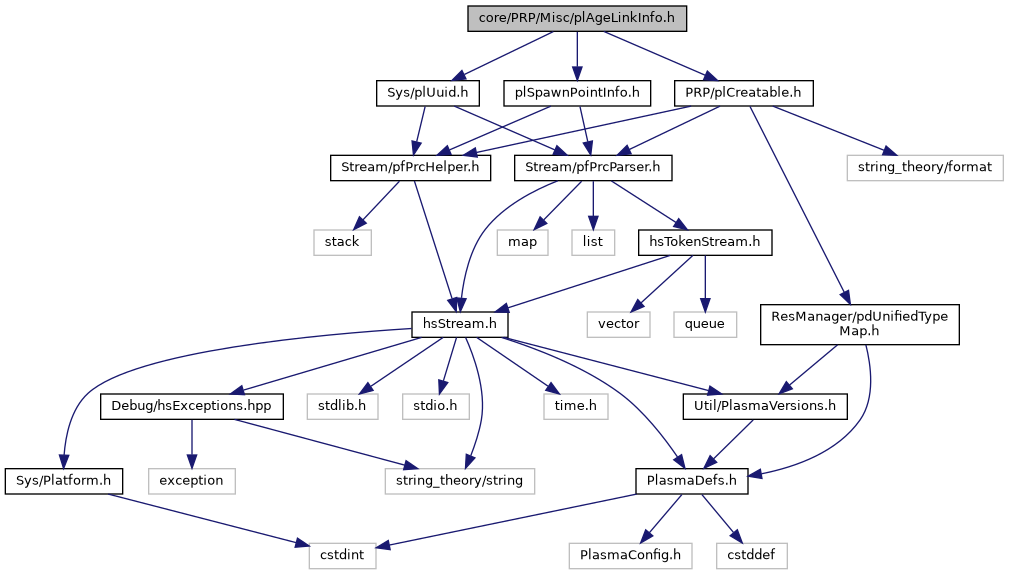 core/PRP/Misc/plAgeLinkInfo.h
Sys/plUuid.h
plSpawnPointInfo.h
PRP/plCreatable.h
Stream/pfPrcHelper.h
Stream/pfPrcParser.h
string_theory/format
stack
map
list
hsTokenStream.h
hsStream.h
vector
queue
ResManager/pdUnifiedType
Map.h
Debug/hsExceptions.hpp
stdlib.h
stdio.h
time.h
Util/PlasmaVersions.h
Sys/Platform.h
exception
string_theory/string
PlasmaDefs.h
cstdint
PlasmaConfig.h
cstddef